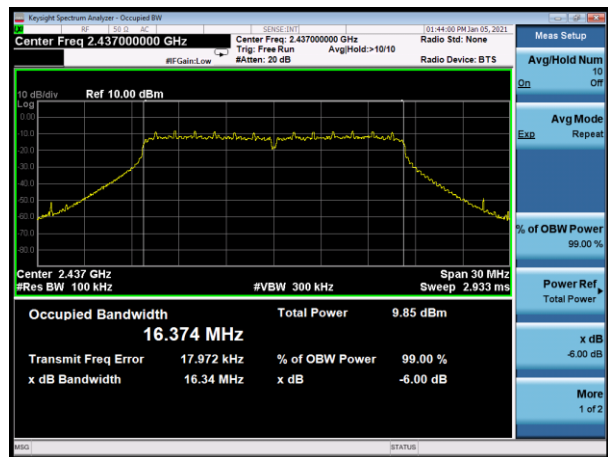 Keysight Spectrum Analyzer - Occupied BW
RF 50 Ω AC SENSE:INT 01:44:00 PM Jan 05, 2021
Center Freq 2.437000000 GHz Center Freq: 2.437000000 GHz Radio Std: None
Trig: Free Run Avg|Hold:>10/10
#IFGain:Low #Atten: 20 dB Radio Device: BTS
10 dB/div Ref 10.00 dBm
Log
0.00
-10.0
-20.0
-30.0
-40.0
-50.0
-60.0
-70.0
-80.0
Center 2.437 GHz Span 30 MHz
#Res BW 100 kHz #VBW 300 kHz Sweep 2.933 ms
Occupied Bandwidth Total Power 9.85 dBm
16.374 MHz
Transmit Freq Error 17.972 kHz % of OBW Power 99.00 %
x dB Bandwidth 16.34 MHz x dB -6.00 dB
MSG STATUS
Meas Setup
Avg/Hold Num
10
On Off
Avg Mode
Exp Repeat
% of OBW Power
99.00 %
Power Ref
Total Power
x dB
-6.00 dB
More
1 of 2